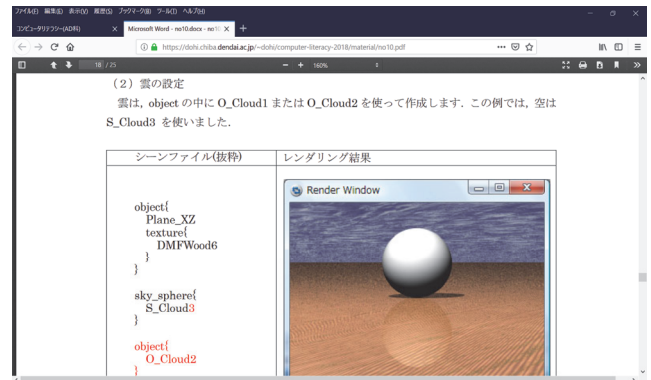 ファイル(F) 編集(E) 表示(V) 履歴(S) ブックマーク(B) ツール(T) ヘルプ(H)
コンピュータリテラシー(AD科) × Microsoft Word - no10.docx - no10 × +
https://dohi.chiba.dendai.ac.jp/~dohi/computer-literacy-2018/material/no10.pdf
18 / 25 − + 160%
(2) 雲の設定
雲は, object の中に O_Cloud1 または O_Cloud2 を使って作成します. この例では, 空は
S_Cloud3 を使いました.
シーンファイル(抜粋) レンダリング結果
Render Window
object{
Plane_XZ
texture{
DMFWood6
}
}
sky_sphere{
S_Cloud3
}
object{
O_Cloud2
}